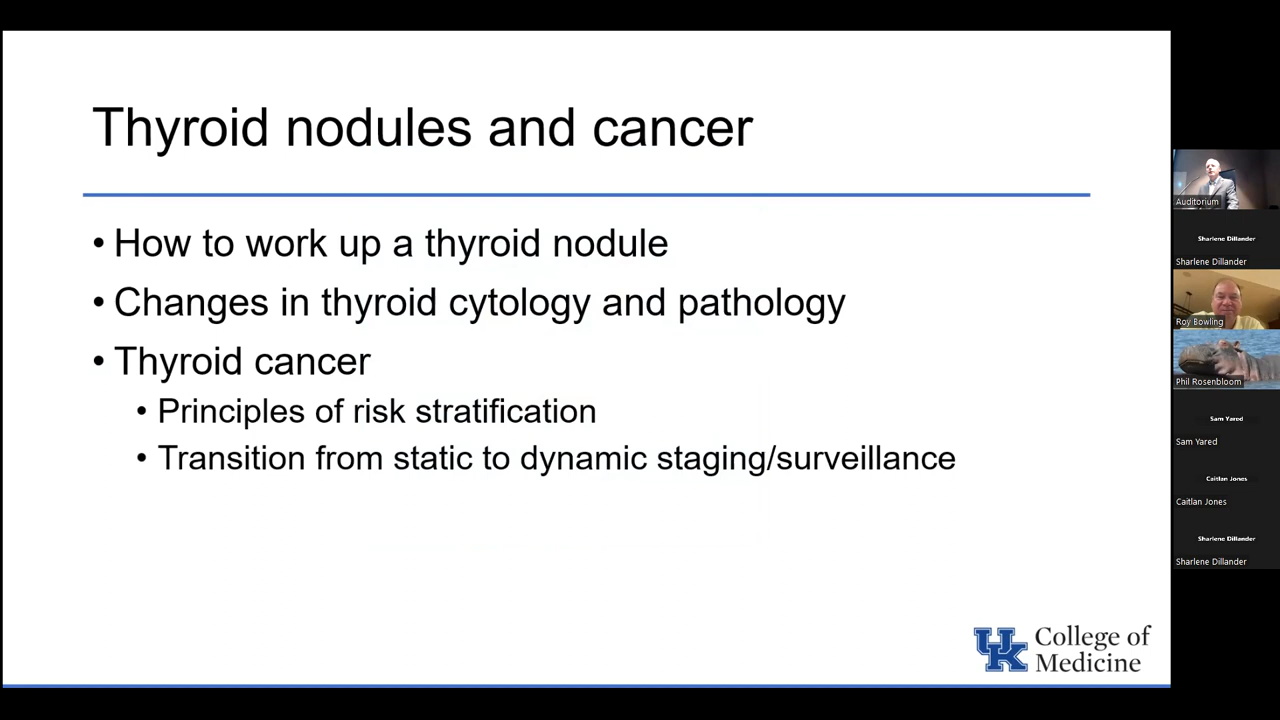 Thyroid nodules and cancer
• How to work up a thyroid nodule
• Changes in thyroid cytology and pathology
• Thyroid cancer
• Principles of risk stratification
• Transition from static to dynamic staging/surveillance
UK College of
Medicine
Auditorium
Sharlene Dillander
Sharlene Dillander
Roy Bowling
Phil Rosenbloom
Sam Yared
Sam Yared
Caitlan Jones
Caitlan Jones
Sharlene Dillander
Sharlene Dillander